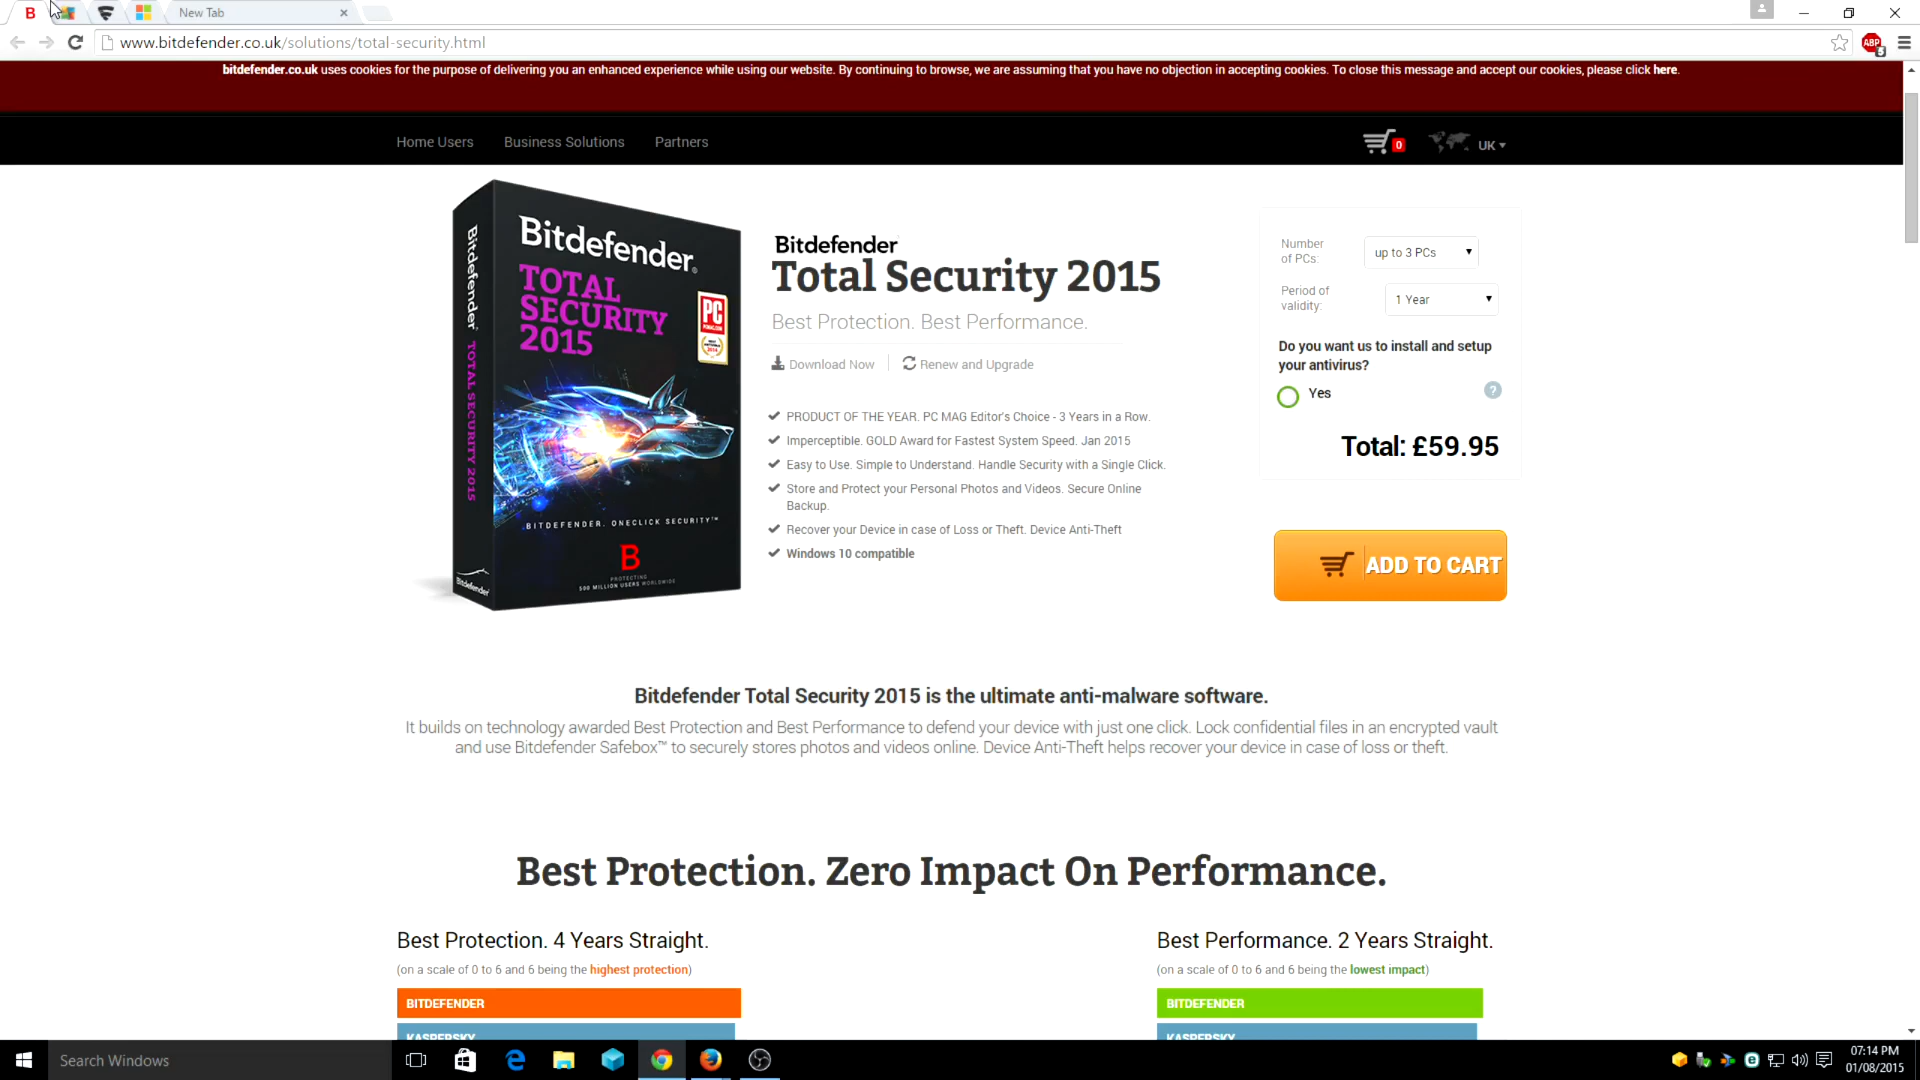 New Tab
www.bitdefender.co.uk/solutions/total-security.html
ABP
bitdefender.co.uk uses cookies for the purpose of delivering you an enhanced experience while using our website. By continuing to browse, we are assuming that you have no objection in accepting cookies. To close this message and accept our cookies, please click here.
Home Users
Business Solutions
Partners
0
UK
Bitdefender
TOTAL
SECURITY
2015
PC
Bitdefender TOTAL SECURITY 2015
BITDEFENDER. ONECLICK SECURITY™
B
PROTECTING
500 MILLION USERS WORLDWIDE
Bitdefender
Bitdefender
Total Security 2015
Best Protection. Best Performance.
Download Now
Renew and Upgrade
PRODUCT OF THE YEAR. PC MAG Editor's Choice - 3 Years in a Row.
Imperceptible. GOLD Award for Fastest System Speed. Jan 2015
Easy to Use. Simple to Understand. Handle Security with a Single Click.
Store and Protect your Personal Photos and Videos. Secure Online
Backup.
Recover your Device in case of Loss or Theft. Device Anti-Theft
Windows 10 compatible
Number
of PCs:
up to 3 PCs
Period of
validity:
1 Year
Do you want us to install and setup
your antivirus?
Yes
?
Total: £59.95
ADD TO CART
Bitdefender Total Security 2015 is the ultimate anti-malware software.
It builds on technology awarded Best Protection and Best Performance to defend your device with just one click. Lock confidential files in an encrypted vault
and use Bitdefender Safebox™ to securely stores photos and videos online. Device Anti-Theft helps recover your device in case of loss or theft.
Best Protection. Zero Impact On Performance.
Best Protection. 4 Years Straight.
(on a scale of 0 to 6 and 6 being the highest protection)
BITDEFENDER
KASPERSKY
Best Performance. 2 Years Straight.
(on a scale of 0 to 6 and 6 being the lowest impact)
BITDEFENDER
KASPERSKY
Search Windows
07:14 PM
01/08/2015